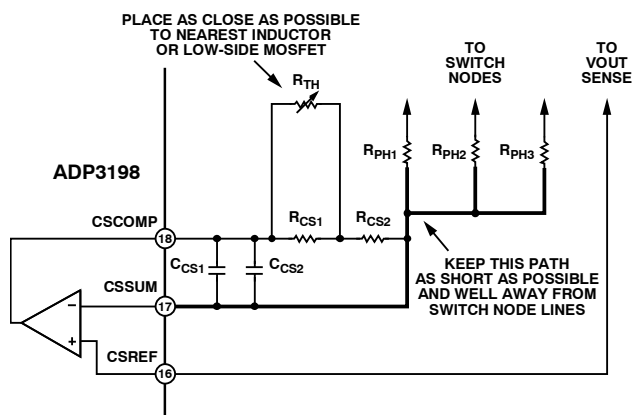 PLACE AS CLOSE AS POSSIBLE
TO NEAREST INDUCTOR
OR LOW-SIDE MOSFET
TO
SWITCH
NODES
TO
VOUT
SENSE
RTH
RPH1
RPH2
RPH3
ADP3198
CSCOMP
18
RCS1
RCS2
CCS1
CCS2
KEEP THIS PATH
AS SHORT AS POSSIBLE
AND WELL AWAY FROM
SWITCH NODE LINES
CSSUM
17
–
+
CSREF
16